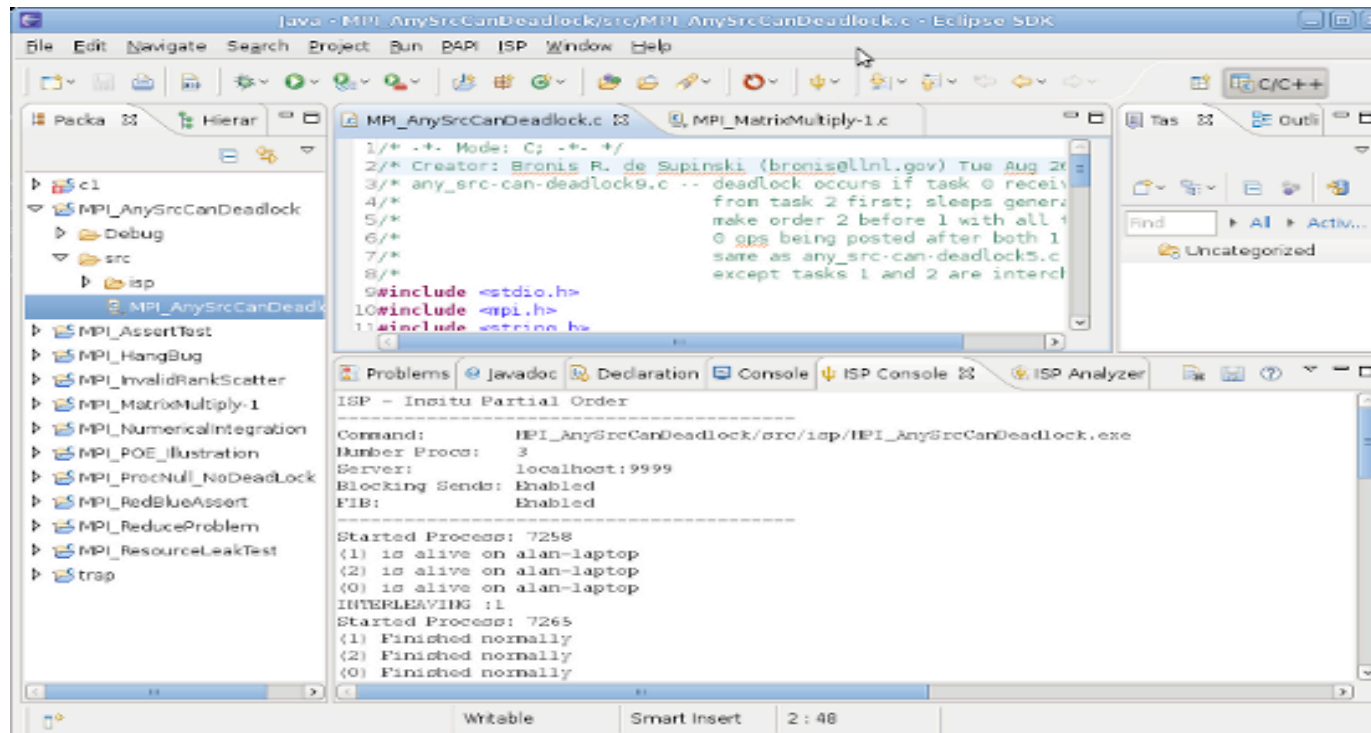 Java - MPI_AnySrcCanDeadlock/src/MPI_AnySrcCanDeadlock.c - Eclipse SDK
File Edit Navigate Search Project Run PAPI ISP Window Help
C/C++
Packa Hierar
MPI_AnySrcCanDeadlock.c MPI_MatrixMultiply-1.c
Tas Outli
c1
MPI_AnySrcCanDeadlock
Debug
src
isp
MPI_AnySrcCanDeadl
MPI_AssertTest
MPI_HangBug
MPI_InvalidRankScatter
MPI_MatrixMultiply-1
MPI_NumericalIntegration
MPI_POE_Illustration
MPI_ProcNull_NoDeadLock
MPI_RedBlueAssert
MPI_ReduceProblem
MPI_ResourceLeakTest
trap
1/* -*- Mode: C; -*- */
2/* Creator: Bronis R. de Supinski (bronis@llnl.gov) Tue Aug 2
3/* any_src-can-deadlock9.c -- deadlock occurs if task 0 receiv
4/* from task 2 first; sleeps genera
5/* make order 2 before 1 with all
6/* 0 ops being posted after both 1
7/* same as any_src-can-deadlock5.c
8/* except tasks 1 and 2 are interch
9#include <stdio.h>
10#include <mpi.h>
11#include <string.h>
Find All Activ...
Uncategorized
Problems Javadoc Declaration Console ISP Console ISP Analyzer
ISP - Insitu Partial Order
----------------------------------------
Command: MPI_AnySrcCanDeadlock/src/isp/MPI_AnySrcCanDeadlock.exe
Number Procs: 3
Server: localhost:9999
Blocking Sends: Enabled
FIB: Enabled
----------------------------------------
Started Process: 7258
(1) is alive on alan-laptop
(2) is alive on alan-laptop
(0) is alive on alan-laptop
INTERLEAVING :1
Started Process: 7265
(1) Finished normally
(2) Finished normally
(0) Finished normally
Writable Smart Insert 2 : 48